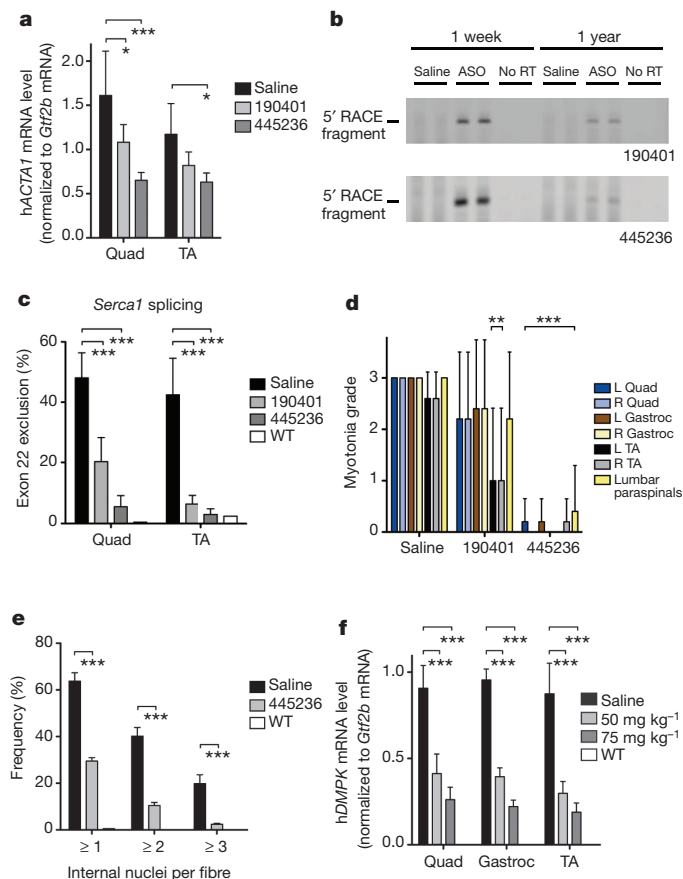 a
hACTA1 mRNA level
(normalized to Gtf2b mRNA)
2.0
1.5
1.0
0.5
0.0
***
*
*
Quad
TA
Saline
190401
445236
b
1 week
1 year
Saline ASO No RT Saline ASO No RT
5′ RACE
fragment
190401
5′ RACE
fragment
445236
c
Serca1 splicing
Exon 22 exclusion (%)
60
40
20
0
***
***
***
***
Quad
TA
Saline
190401
445236
WT
d
Myotonia grade
3
2
1
0
**
***
Saline
190401
445236
L Quad
R Quad
L Gastroc
R Gastroc
L TA
R TA
Lumbar
paraspinals
e
Frequency (%)
80
60
40
20
0
***
***
***
≥ 1
≥ 2
≥ 3
Internal nuclei per fibre
Saline
445236
WT
f
hDMPK mRNA level
(normalized to Gtf2b mRNA)
1.0
0.5
0.0
***
***
***
***
***
***
Quad
Gastroc
TA
Saline
50 mg kg⁻¹
75 mg kg⁻¹
WT